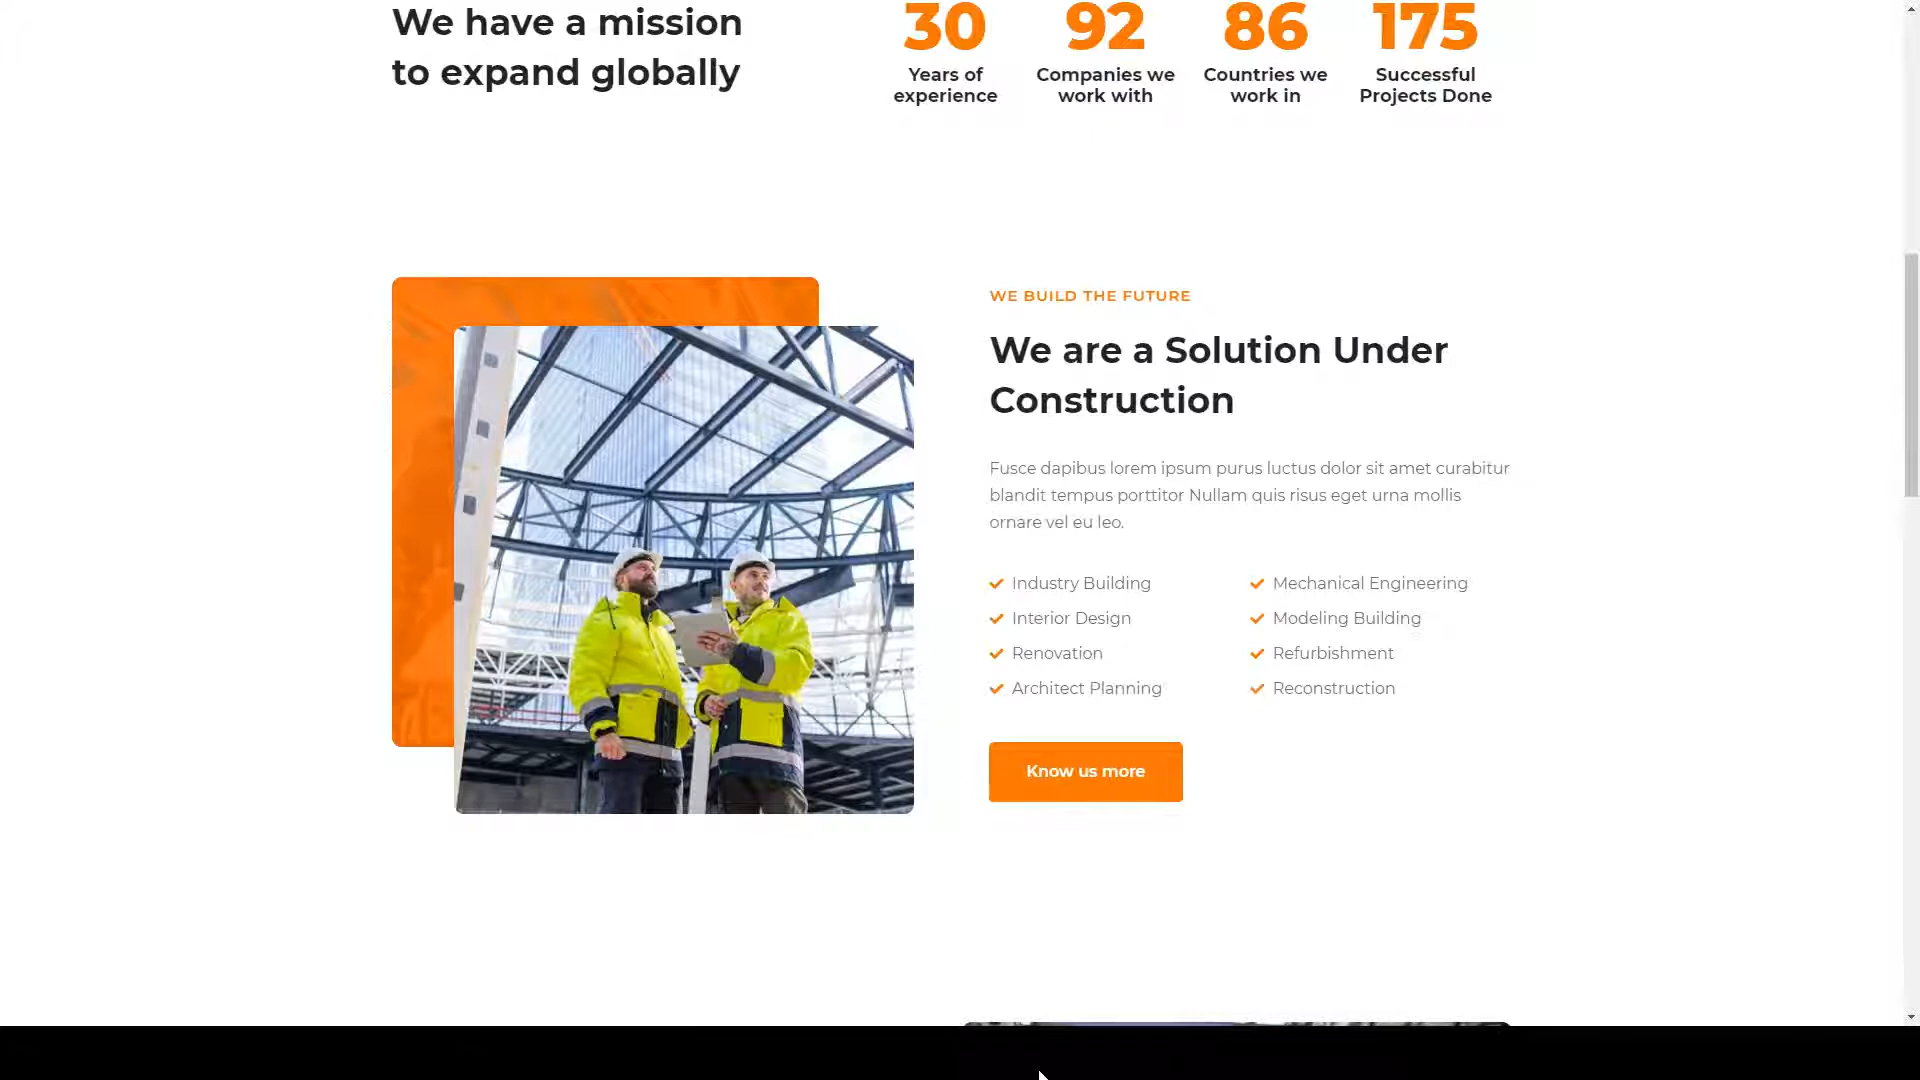 We have a mission
to expand globally
30
Years of
experience
92
Companies we
work with
86
Countries we
work in
175
Successful
Projects Done
WE BUILD THE FUTURE
We are a Solution Under
Construction
Fusce dapibus lorem ipsum purus luctus dolor sit amet curabitur
blandit tempus porttitor Nullam quis risus eget urna mollis
ornare vel eu leo.
Industry Building
Interior Design
Renovation
Architect Planning
Mechanical Engineering
Modeling Building
Refurbishment
Reconstruction
Know us more